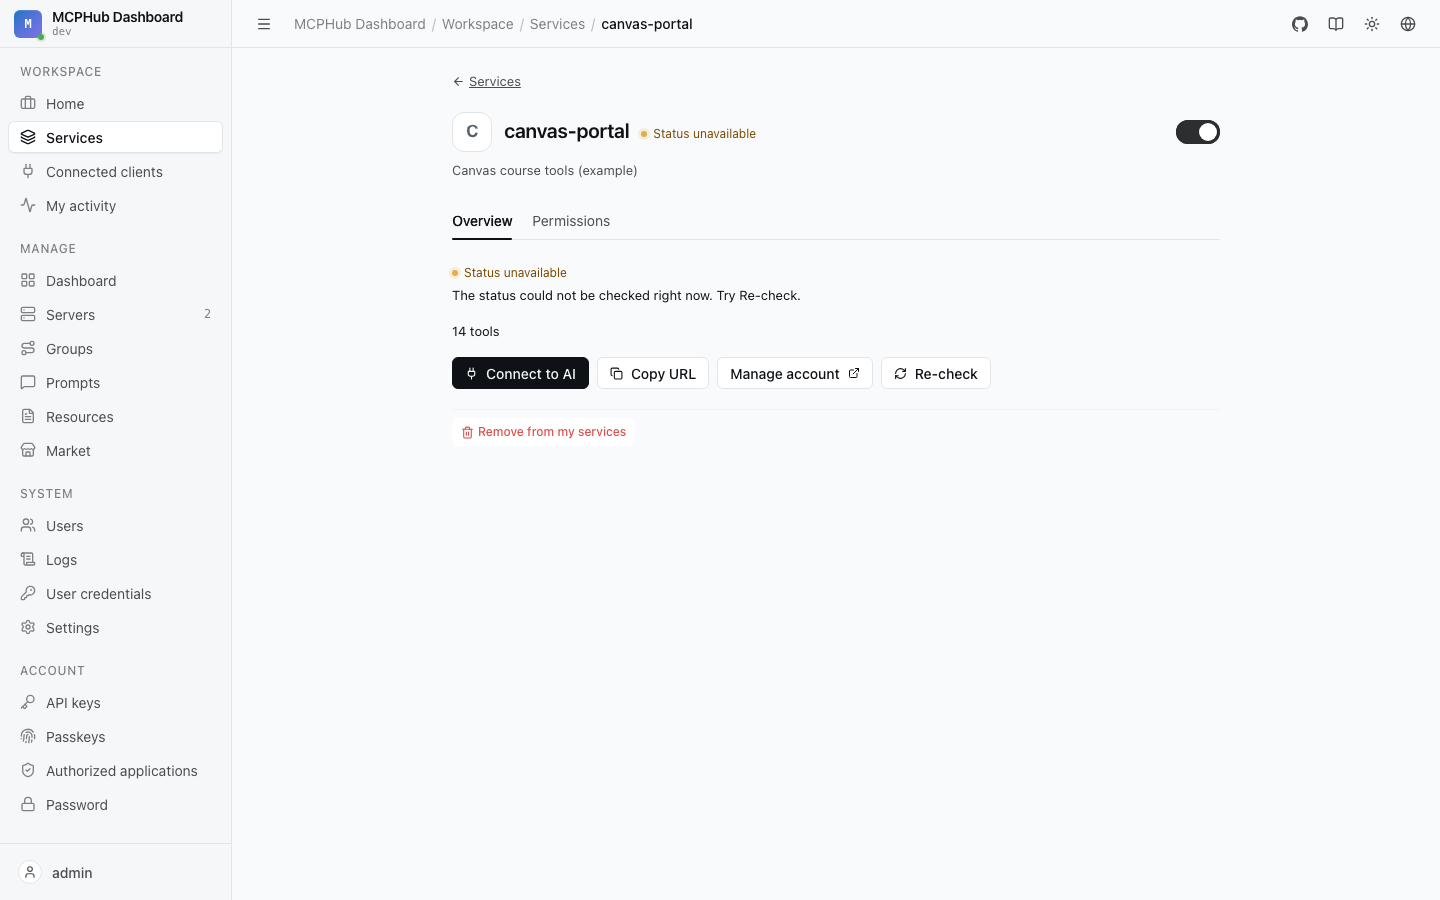 M
MCPHub Dashboard
dev
MCPHub Dashboard / Workspace / Services / canvas-portal
WORKSPACE
Home
Services
Connected clients
My activity
MANAGE
Dashboard
Servers 2
Groups
Prompts
Resources
Market
SYSTEM
Users
Logs
User credentials
Settings
ACCOUNT
API keys
Passkeys
Authorized applications
Password
admin
Services
C
canvas-portal Status unavailable
Canvas course tools (example)
Overview Permissions
Status unavailable
The status could not be checked right now. Try Re-check.
14 tools
Connect to AI Copy URL Manage account Re-check
Remove from my services